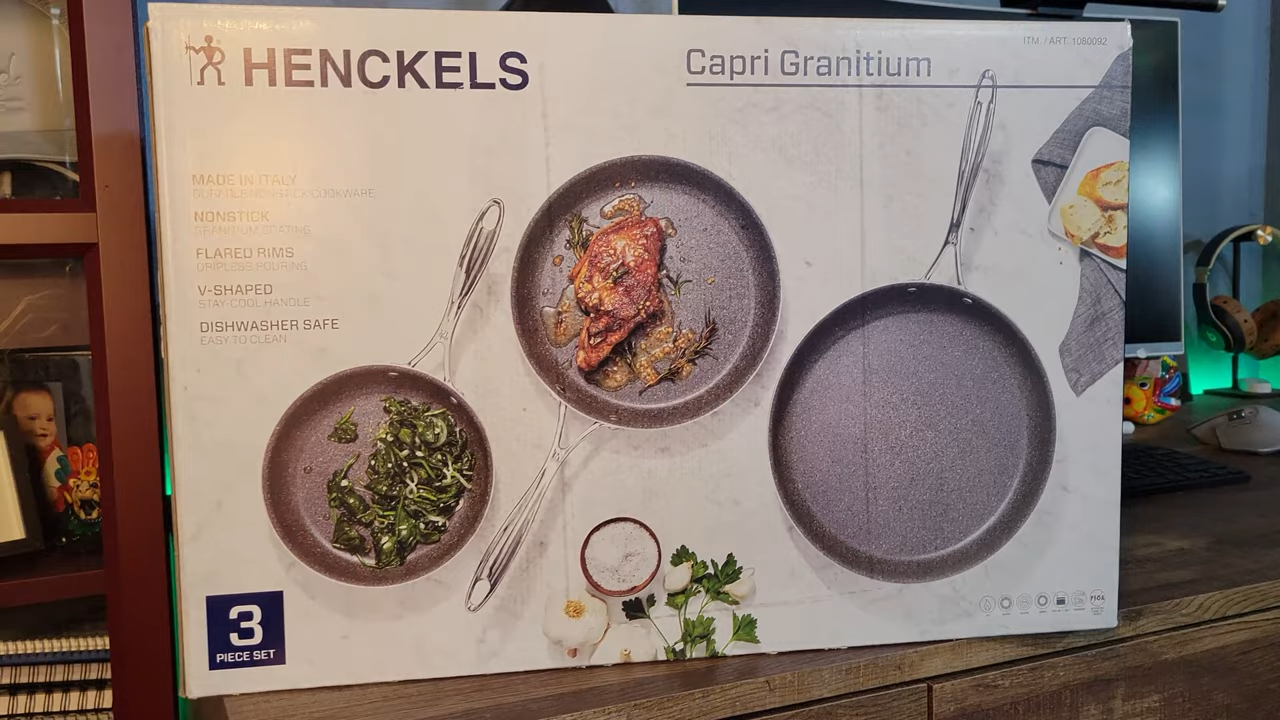 HENCKELS
Capri Granitium
ITM. / ART. 1080092
MADE IN ITALY
DURABLE NONSTICK COOKWARE
NONSTICK
GRANITIUM COATING
FLARED RIMS
DRIPLESS POURING
V-SHAPED
STAY-COOL HANDLE
DISHWASHER SAFE
EASY TO CLEAN
3
PIECE SET